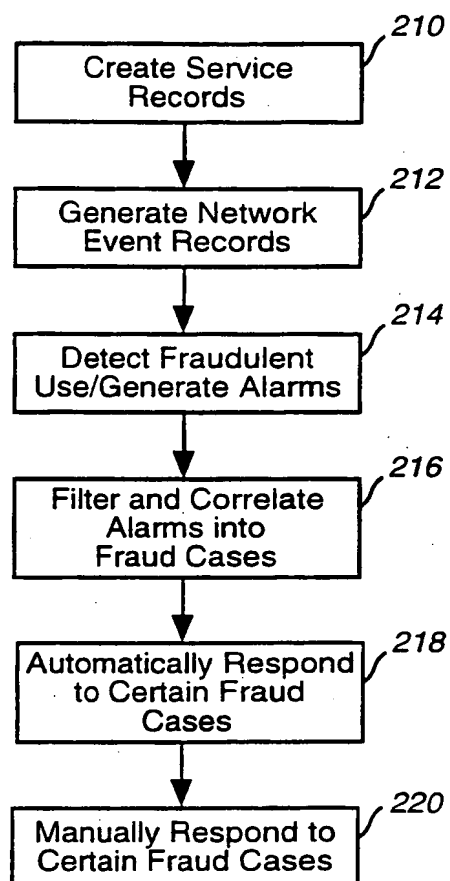 210
Create Service
Records
212
Generate Network
Event Records
214
Detect Fraudulent
Use/Generate Alarms
216
Filter and Correlate
Alarms into
Fraud Cases
218
Automatically Respond
to Certain Fraud
Cases
220
Manually Respond to
Certain Fraud Cases